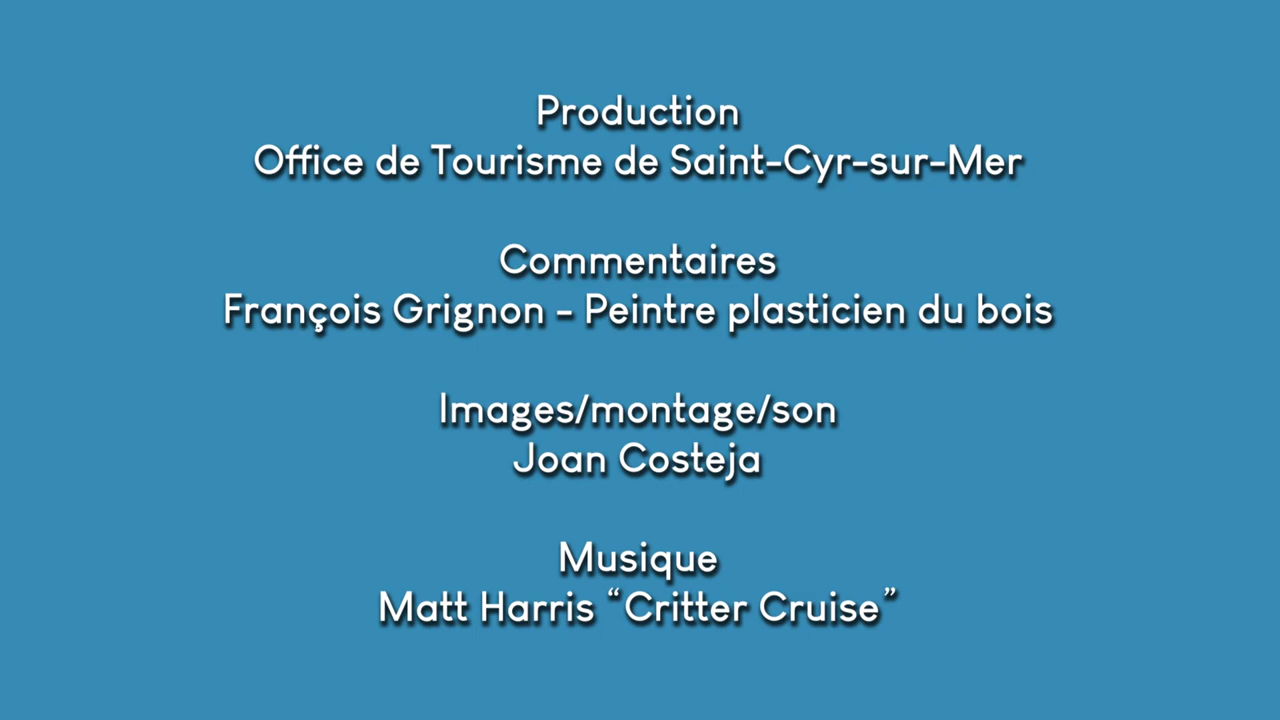 Production
Office de Tourisme de Saint-Cyr-sur-Mer
Commentaires
François Grignon - Peintre plasticien du bois
Images/montage/son
Joan Costeja
Musique
Matt Harris “Critter Cruise”